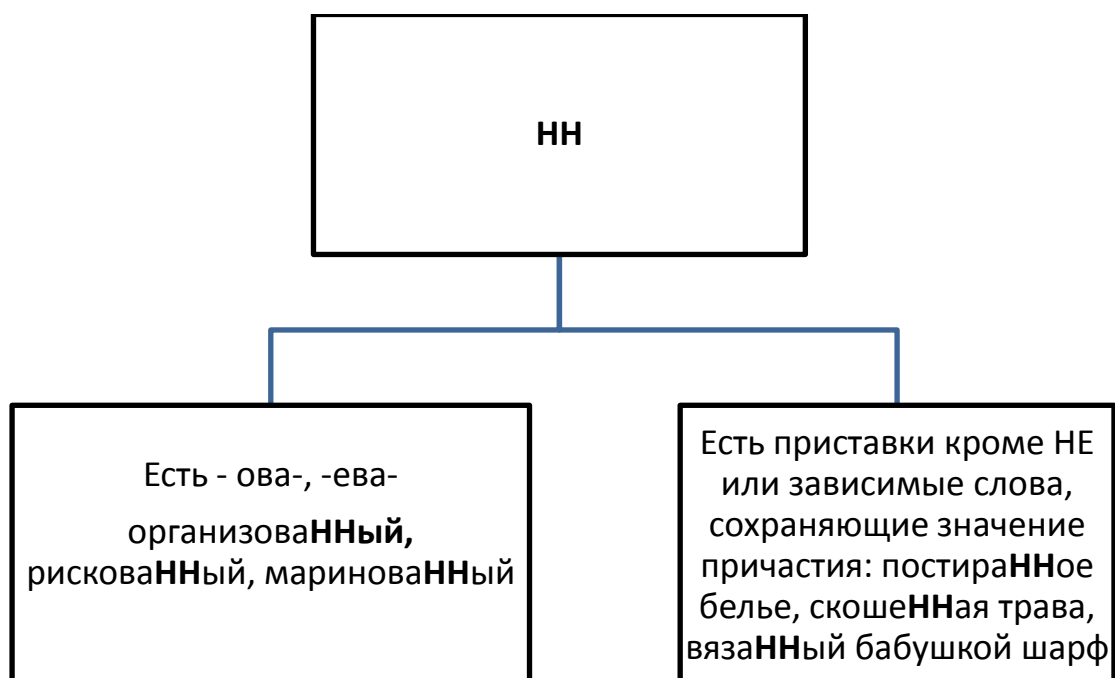 НН
Есть - ова-, -ева-
организоваННый,
рисковаННый, мариноваННый
Есть приставки кроме НЕ
или зависимые слова,
сохраняющие значение
причастия: постираННое
белье, скошеННая трава,
вязаННый бабушкой шарф